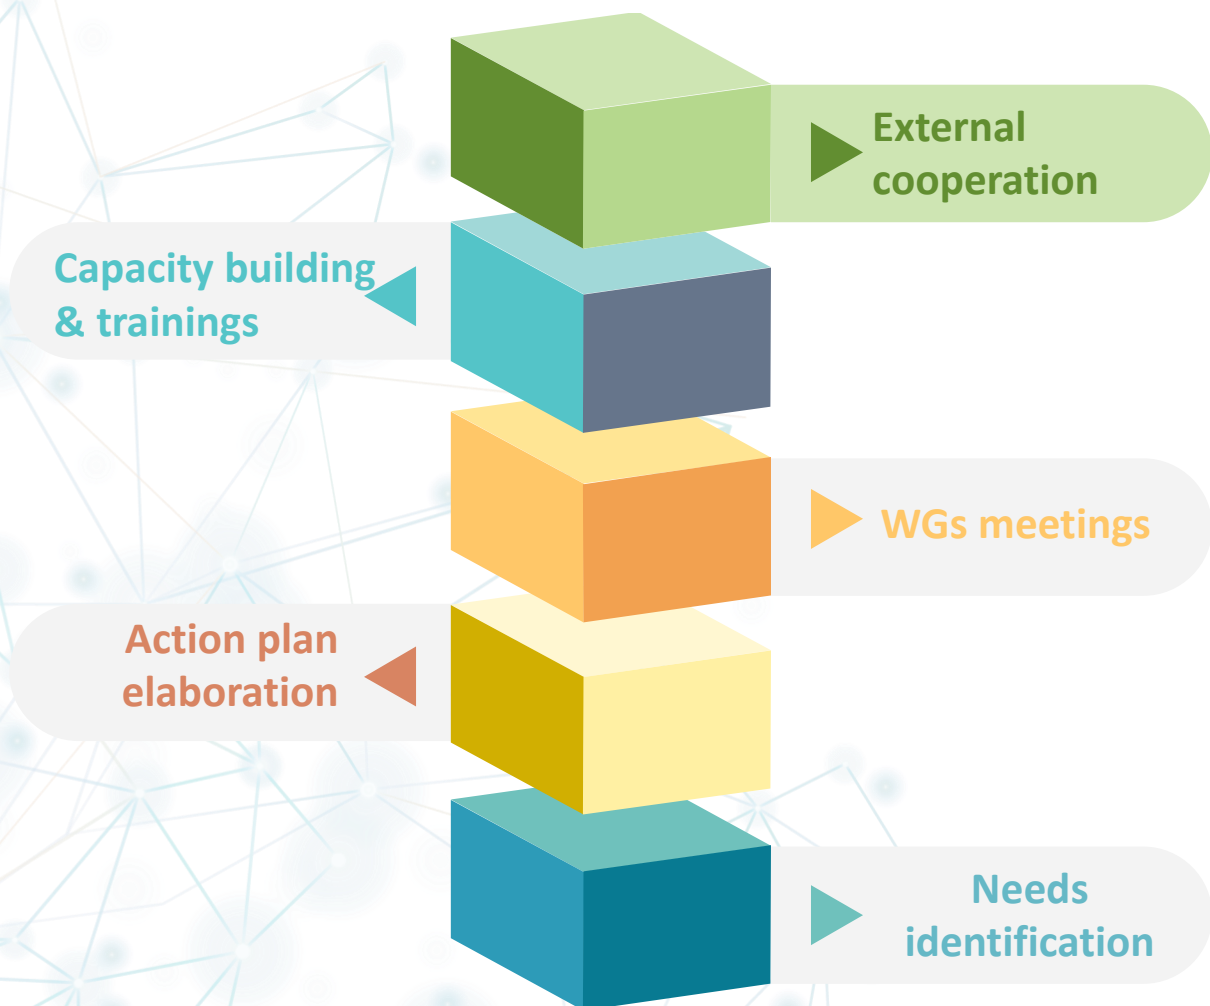 External
cooperation
Capacity building
& trainings
WGs meetings
Action plan
elaboration
Needs
identification